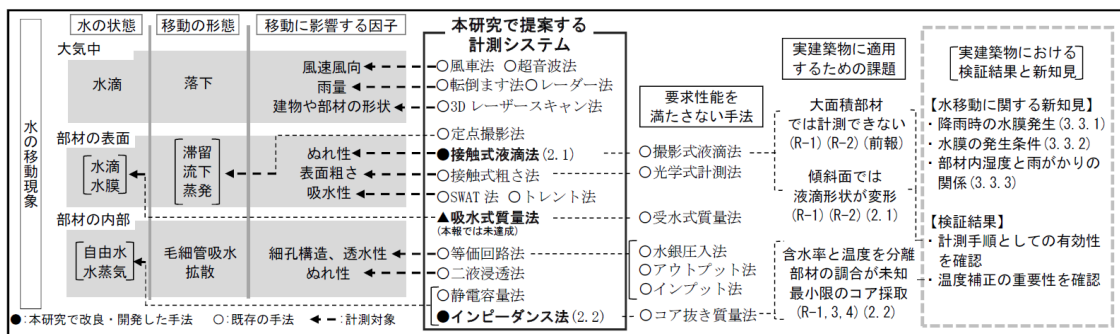 水の状態
移動の形態
移動に影響する因子
本研究で提案する
計測システム
要求性能を
満たさない手法
実建築物に適用
するための課題
実建築物における
検証結果と新知見
水の移動現象
大気中
水滴
落下
風速風向
雨量
建物や部材の形状
○風車法 ○超音波法
○転倒ます法○レーダー法
○3Dレーザースキャン法
部材の表面
水滴
水膜
滞留
流下
蒸発
ぬれ性
表面粗さ
吸水性
○定点撮影法
●接触式液滴法(2.1)
○接触式粗さ法
○SWAT法 ○トレント法
▲吸水式質量法
(本報では未達成)
○撮影式液滴法
○光学式計測法
○受水式質量法
大面積部材
では計測できない
(R-1)(R-2)(前報)
傾斜面では
液滴形状が変形
(R-1)(R-2)(2.1)
部材の内部
自由水
水蒸気
毛細管吸水
拡散
細孔構造、透水性
ぬれ性
○等価回路法
○二液浸透法
○静電容量法
●インピーダンス法(2.2)
○水銀圧入法
○アウトプット法
○インプット法
○コア抜き質量法
含水率と温度を分離
部材の調合が未知
最小限のコア採取
(R-1,3,4)(2.2)
【水移動に関する新知見】
・降雨時の水膜発生(3.3.1)
・水膜の発生条件(3.3.2)
・部材内湿度と雨がかりの
関係(3.3.3)
【検証結果】
・計測手順としての有効性
を確認
・温度補正の重要性を確認
●:本研究で改良・開発した手法 ○:既存の手法 :計測対象